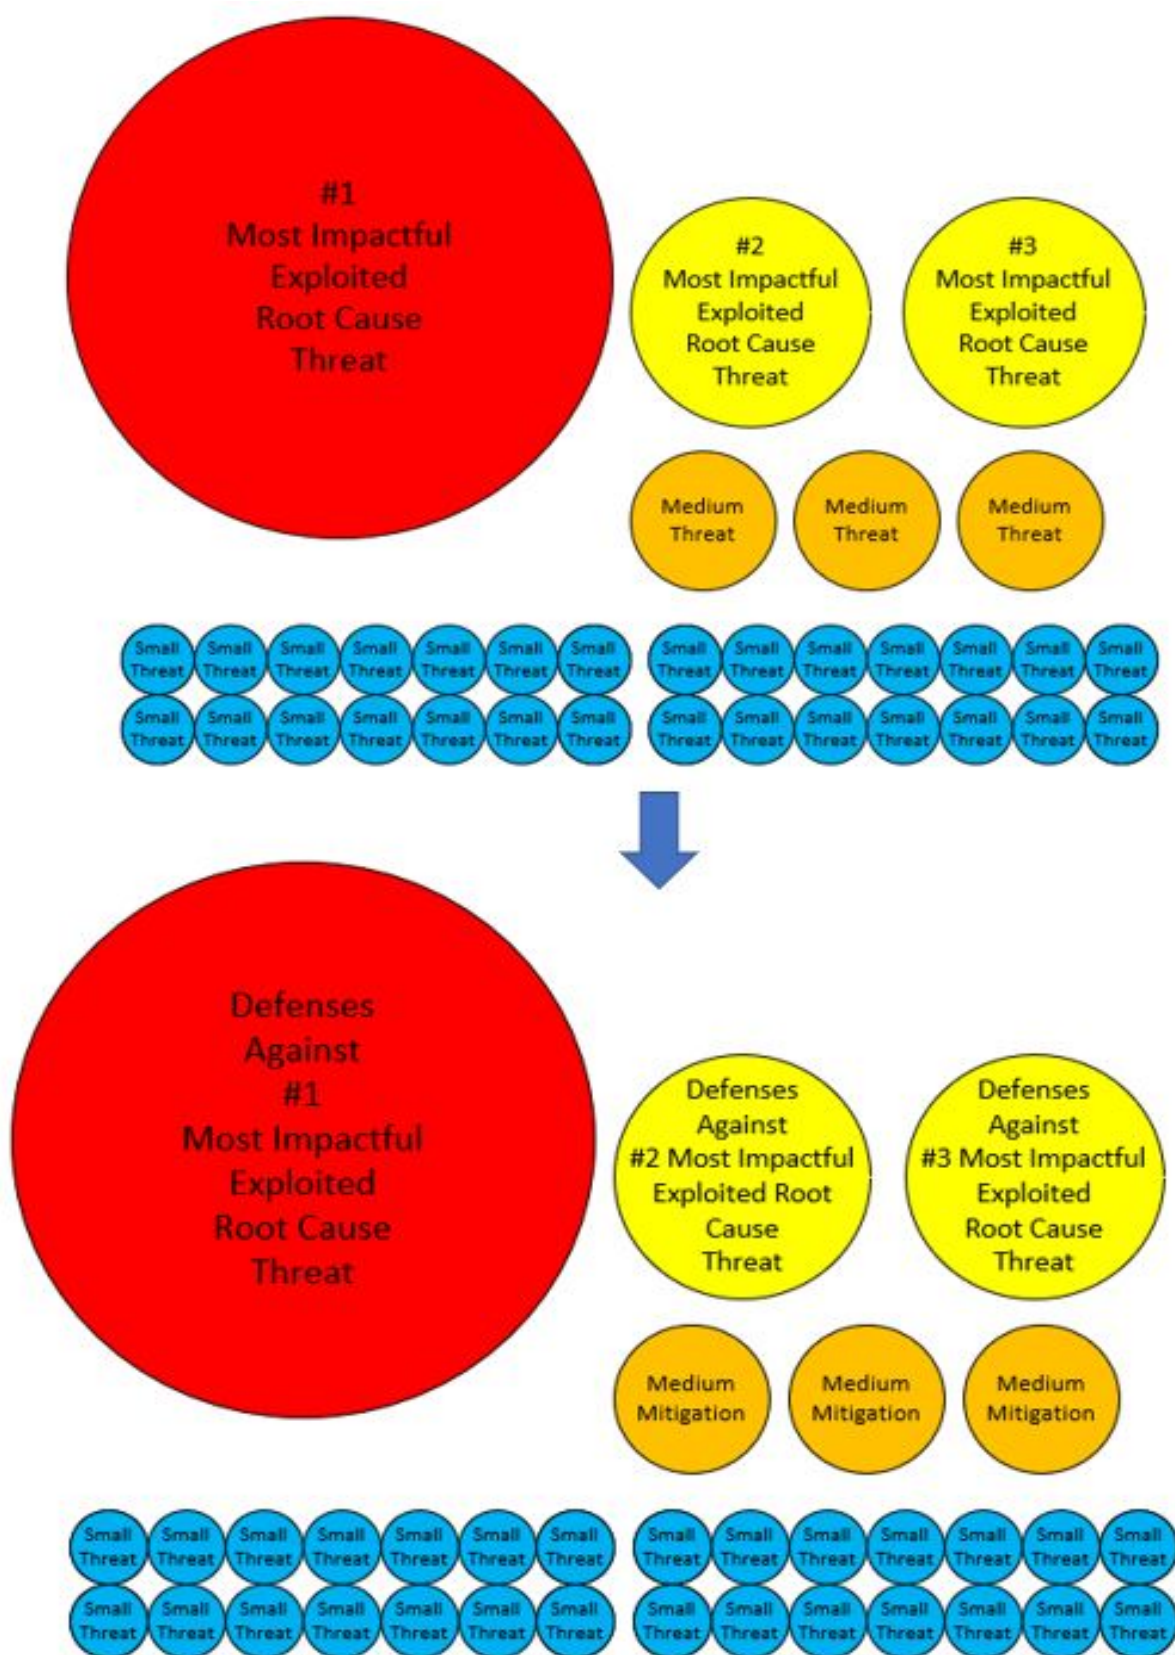 #1
Most Impactful
Exploited
Root Cause
Threat
#2
Most Impactful
Exploited
Root Cause
Threat
#3
Most Impactful
Exploited
Root Cause
Threat
Medium
Threat
Medium
Threat
Medium
Threat
Small Small Small Small Small Small Small Small Small Small Small Small Small Small
Threat Threat Threat Threat Threat Threat Threat Threat Threat Threat Threat Threat Threat Threat
Small Small Small Small Small Small Small Small Small Small Small Small Small Small
Threat Threat Threat Threat Threat Threat Threat Threat Threat Threat Threat Threat Threat Threat
Defenses
Against
#1
Most Impactful
Exploited
Root Cause
Threat
Defenses
Against
#2 Most Impactful
Exploited Root
Cause
Threat
Defenses
Against
#3 Most Impactful
Exploited
Root Cause
Threat
Medium
Mitigation
Medium
Mitigation
Medium
Mitigation
Small Small Small Small Small Small Small Small Small Small Small Small Small Small
Threat Threat Threat Threat Threat Threat Threat Threat Threat Threat Threat Threat Threat Threat
Small Small Small Small Small Small Small Small Small Small Small Small Small Small
Threat Threat Threat Threat Threat Threat Threat Threat Threat Threat Threat Threat Threat Threat